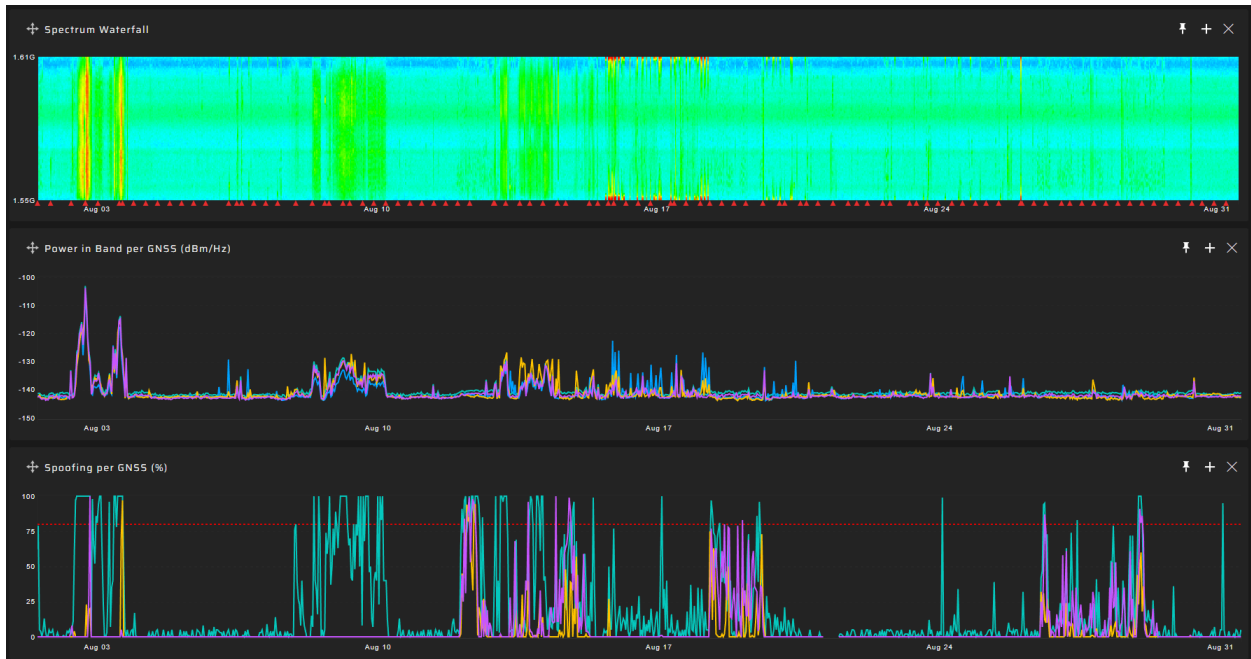 Spectrum Waterfall
1.61G
1.55G
Aug 03 Aug 10 Aug 17 Aug 24 Aug 31
Power in Band per GNSS (dBm/Hz)
-100
-110
-120
-130
-140
-150
Aug 03 Aug 10 Aug 17 Aug 24 Aug 31
Spoofing per GNSS (%)
100
75
50
25
0
Aug 03 Aug 10 Aug 17 Aug 24 Aug 31